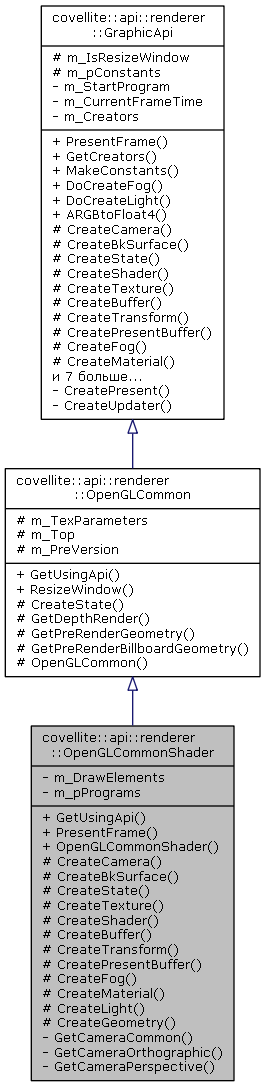 covellite::api::renderer
::GraphicApi
# m_IsResizeWindow
# m_pConstants
- m_StartProgram
- m_CurrentFrameTime
- m_Creators
+ PresentFrame()
+ GetCreators()
+ MakeConstants()
+ DoCreateFog()
+ DoCreateLight()
+ ARGBtoFloat4()
# CreateCamera()
# CreateBkSurface()
# CreateState()
# CreateShader()
# CreateTexture()
# CreateBuffer()
# CreateTransform()
# CreatePresentBuffer()
# CreateFog()
# CreateMaterial()
и 7 больше...
- CreatePresent()
- CreateUpdater()
covellite::api::renderer
::OpenGLCommon
# m_TexParameters
# m_Top
# m_PreVersion
+ GetUsingApi()
+ ResizeWindow()
# CreateState()
# GetDepthRender()
# GetPreRenderGeometry()
# GetPreRenderBillboardGeometry()
# OpenGLCommon()
covellite::api::renderer
::OpenGLCommonShader
- m_DrawElements
- m_pPrograms
+ GetUsingApi()
+ PresentFrame()
+ OpenGLCommonShader()
# CreateCamera()
# CreateBkSurface()
# CreateState()
# CreateTexture()
# CreateShader()
# CreateBuffer()
# CreateTransform()
# CreatePresentBuffer()
# CreateFog()
# CreateMaterial()
# CreateLight()
# CreateGeometry()
- GetCameraCommon()
- GetCameraOrthographic()
- GetCameraPerspective()